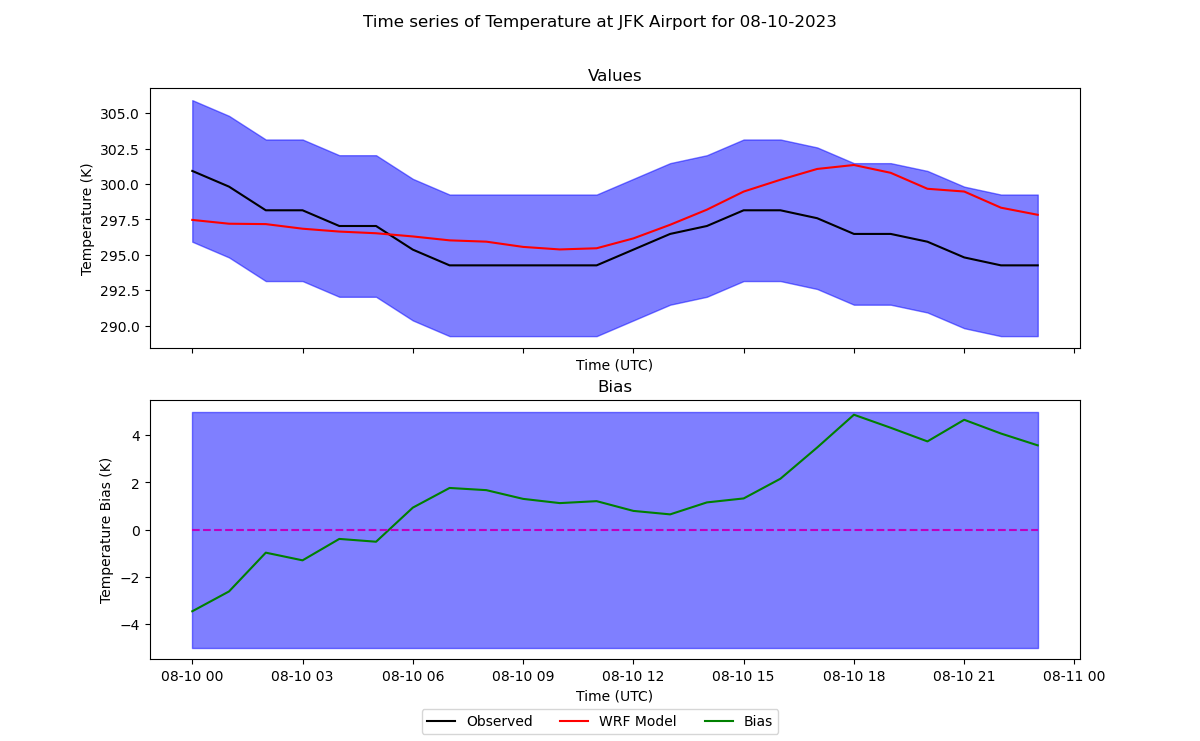 Time series of Temperature at JFK Airport for 08-10-2023
Values
Temperature (K)
305.0
302.5
300.0
297.5
295.0
292.5
290.0
Time (UTC)
Bias
Temperature Bias (K)
4
2
0
−2
−4
08-10 00 08-10 03 08-10 06 08-10 09 08-10 12 08-10 15 08-10 18 08-10 21 08-11 00
Time (UTC)
Observed WRF Model Bias